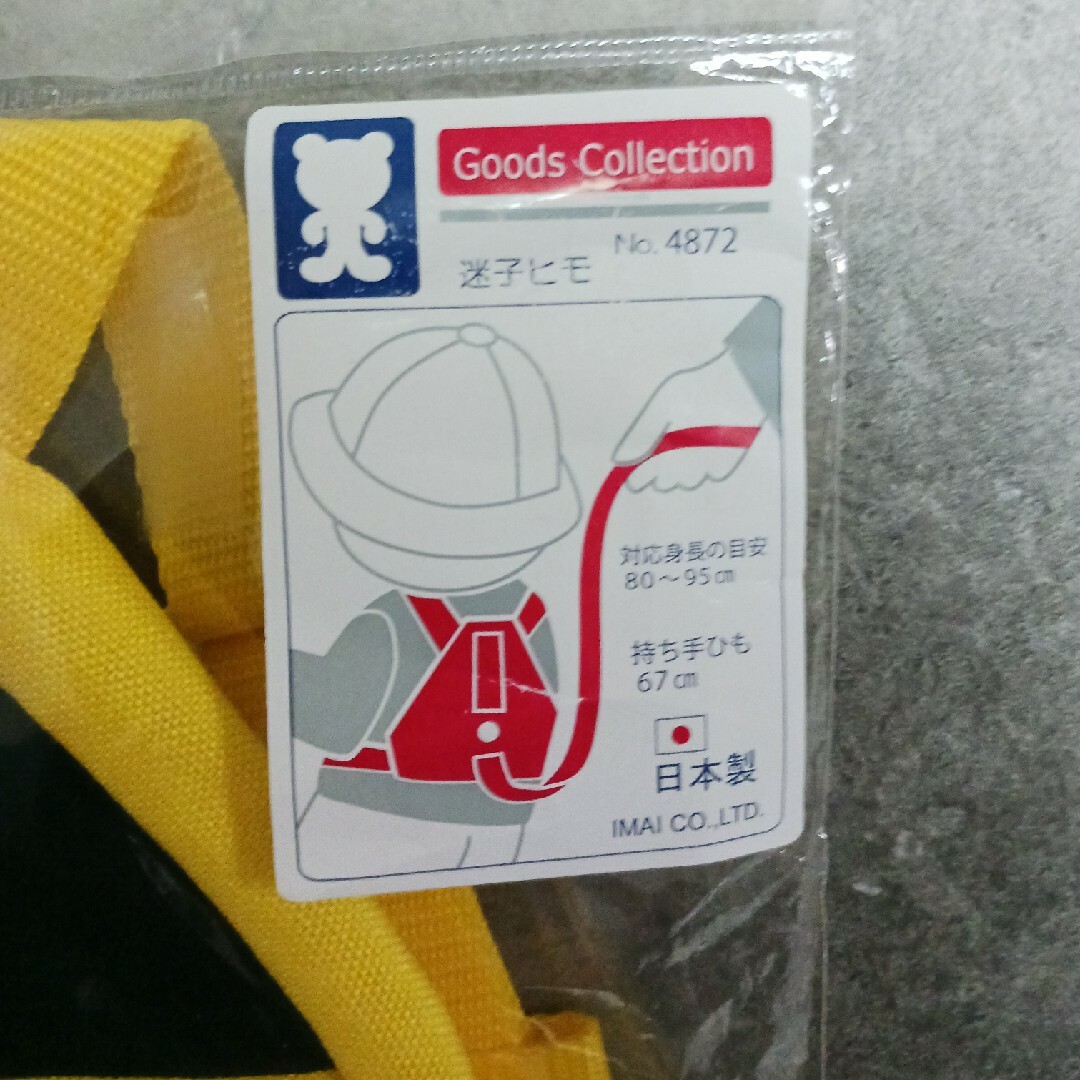 Goods Collection
No. 4872
迷子ヒモ
対応身長の目安
80～95㎝
持ち手ひも
67㎝
日本製
IMAI CO.,LTD.